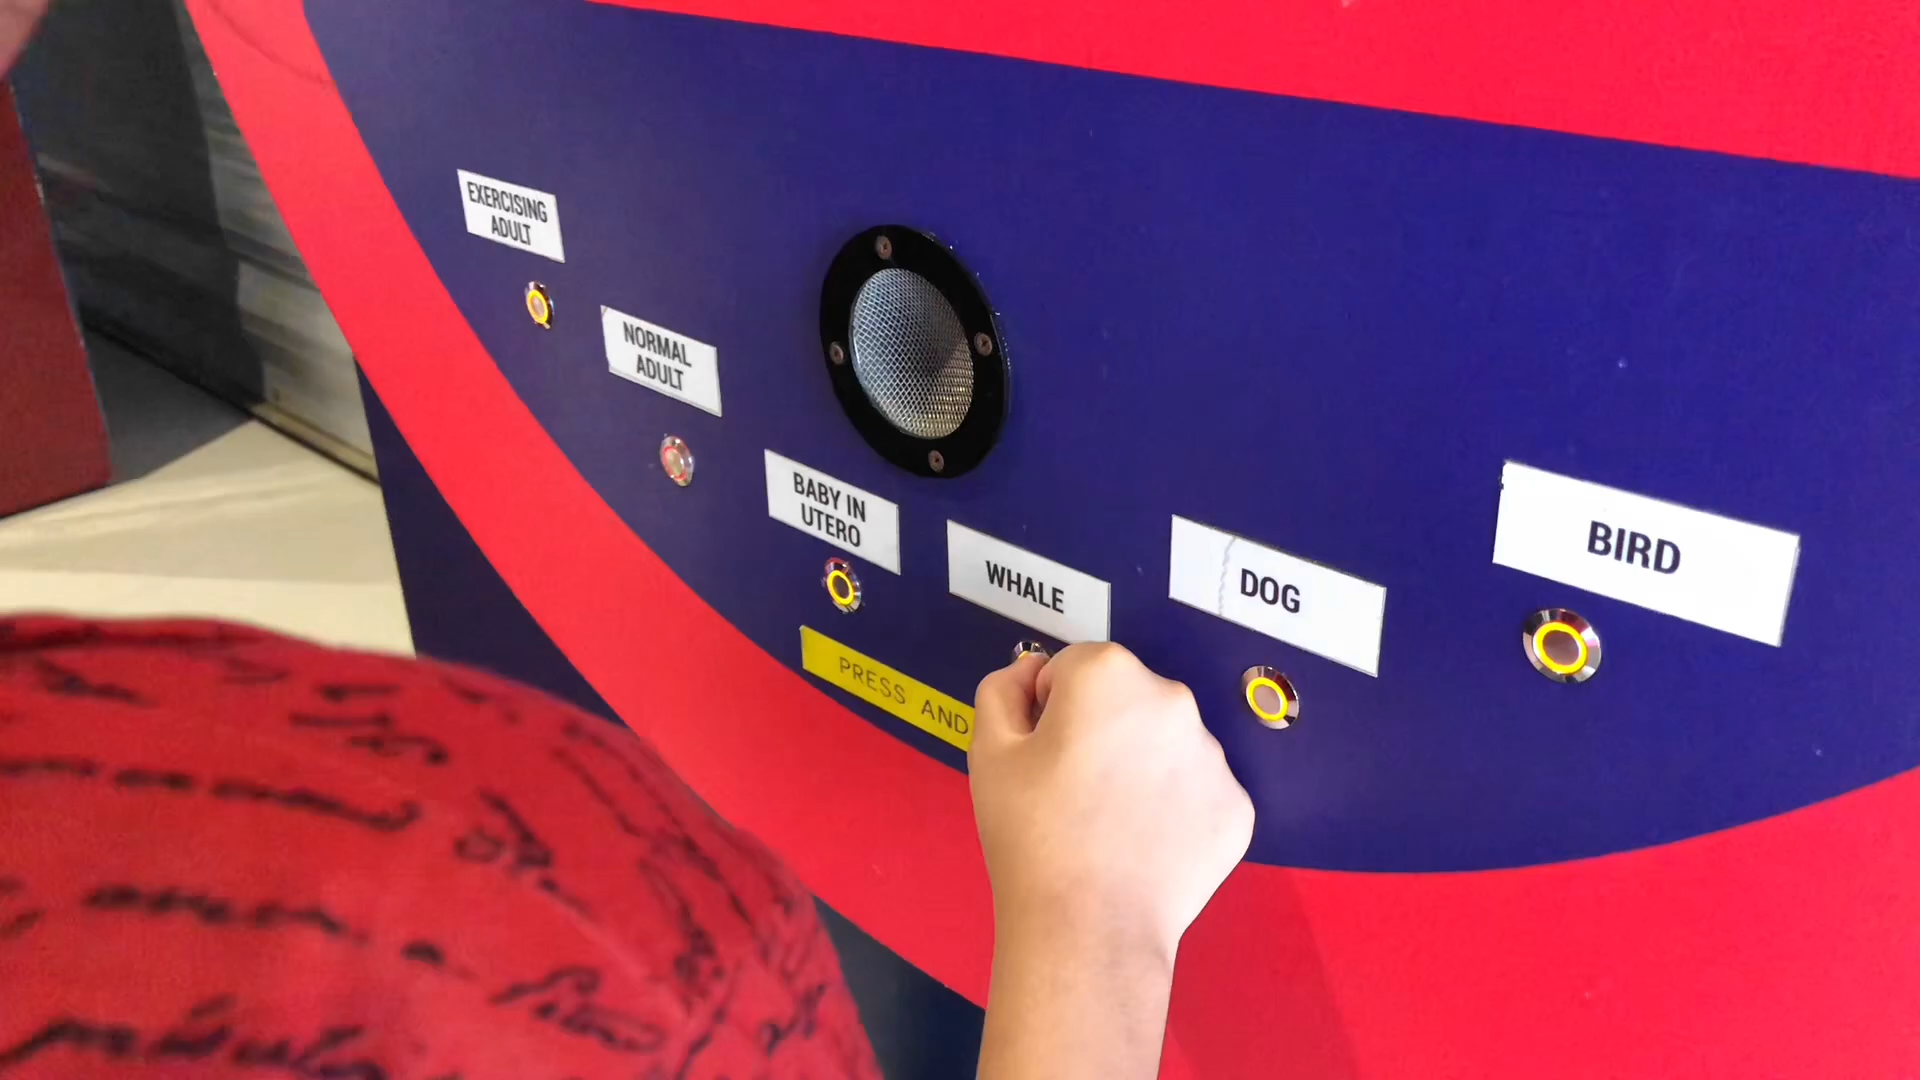 EXERCISING
ADULT
NORMAL
ADULT
BABY IN
UTERO
WHALE
DOG
BIRD
PRESS AND